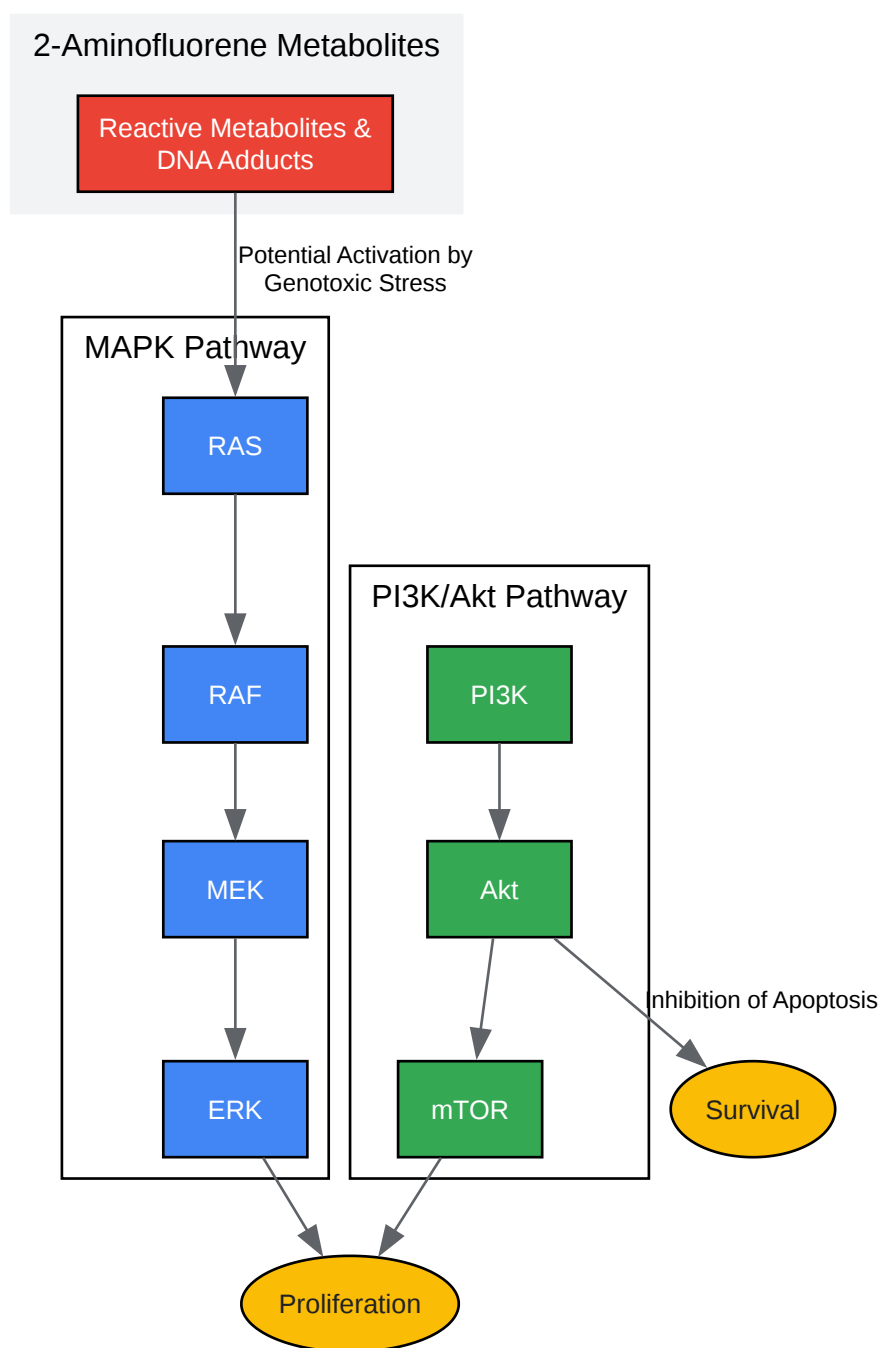 2-Aminofluorene Metabolites
Reactive Metabolites &
DNA Adducts
Potential Activation by
Genotoxic Stress
MAPK Pathway
RAS
PI3K/Akt Pathway
RAF
PI3K
MEK
Akt
Inhibition of Apoptosis
ERK
mTOR
Survival
Proliferation